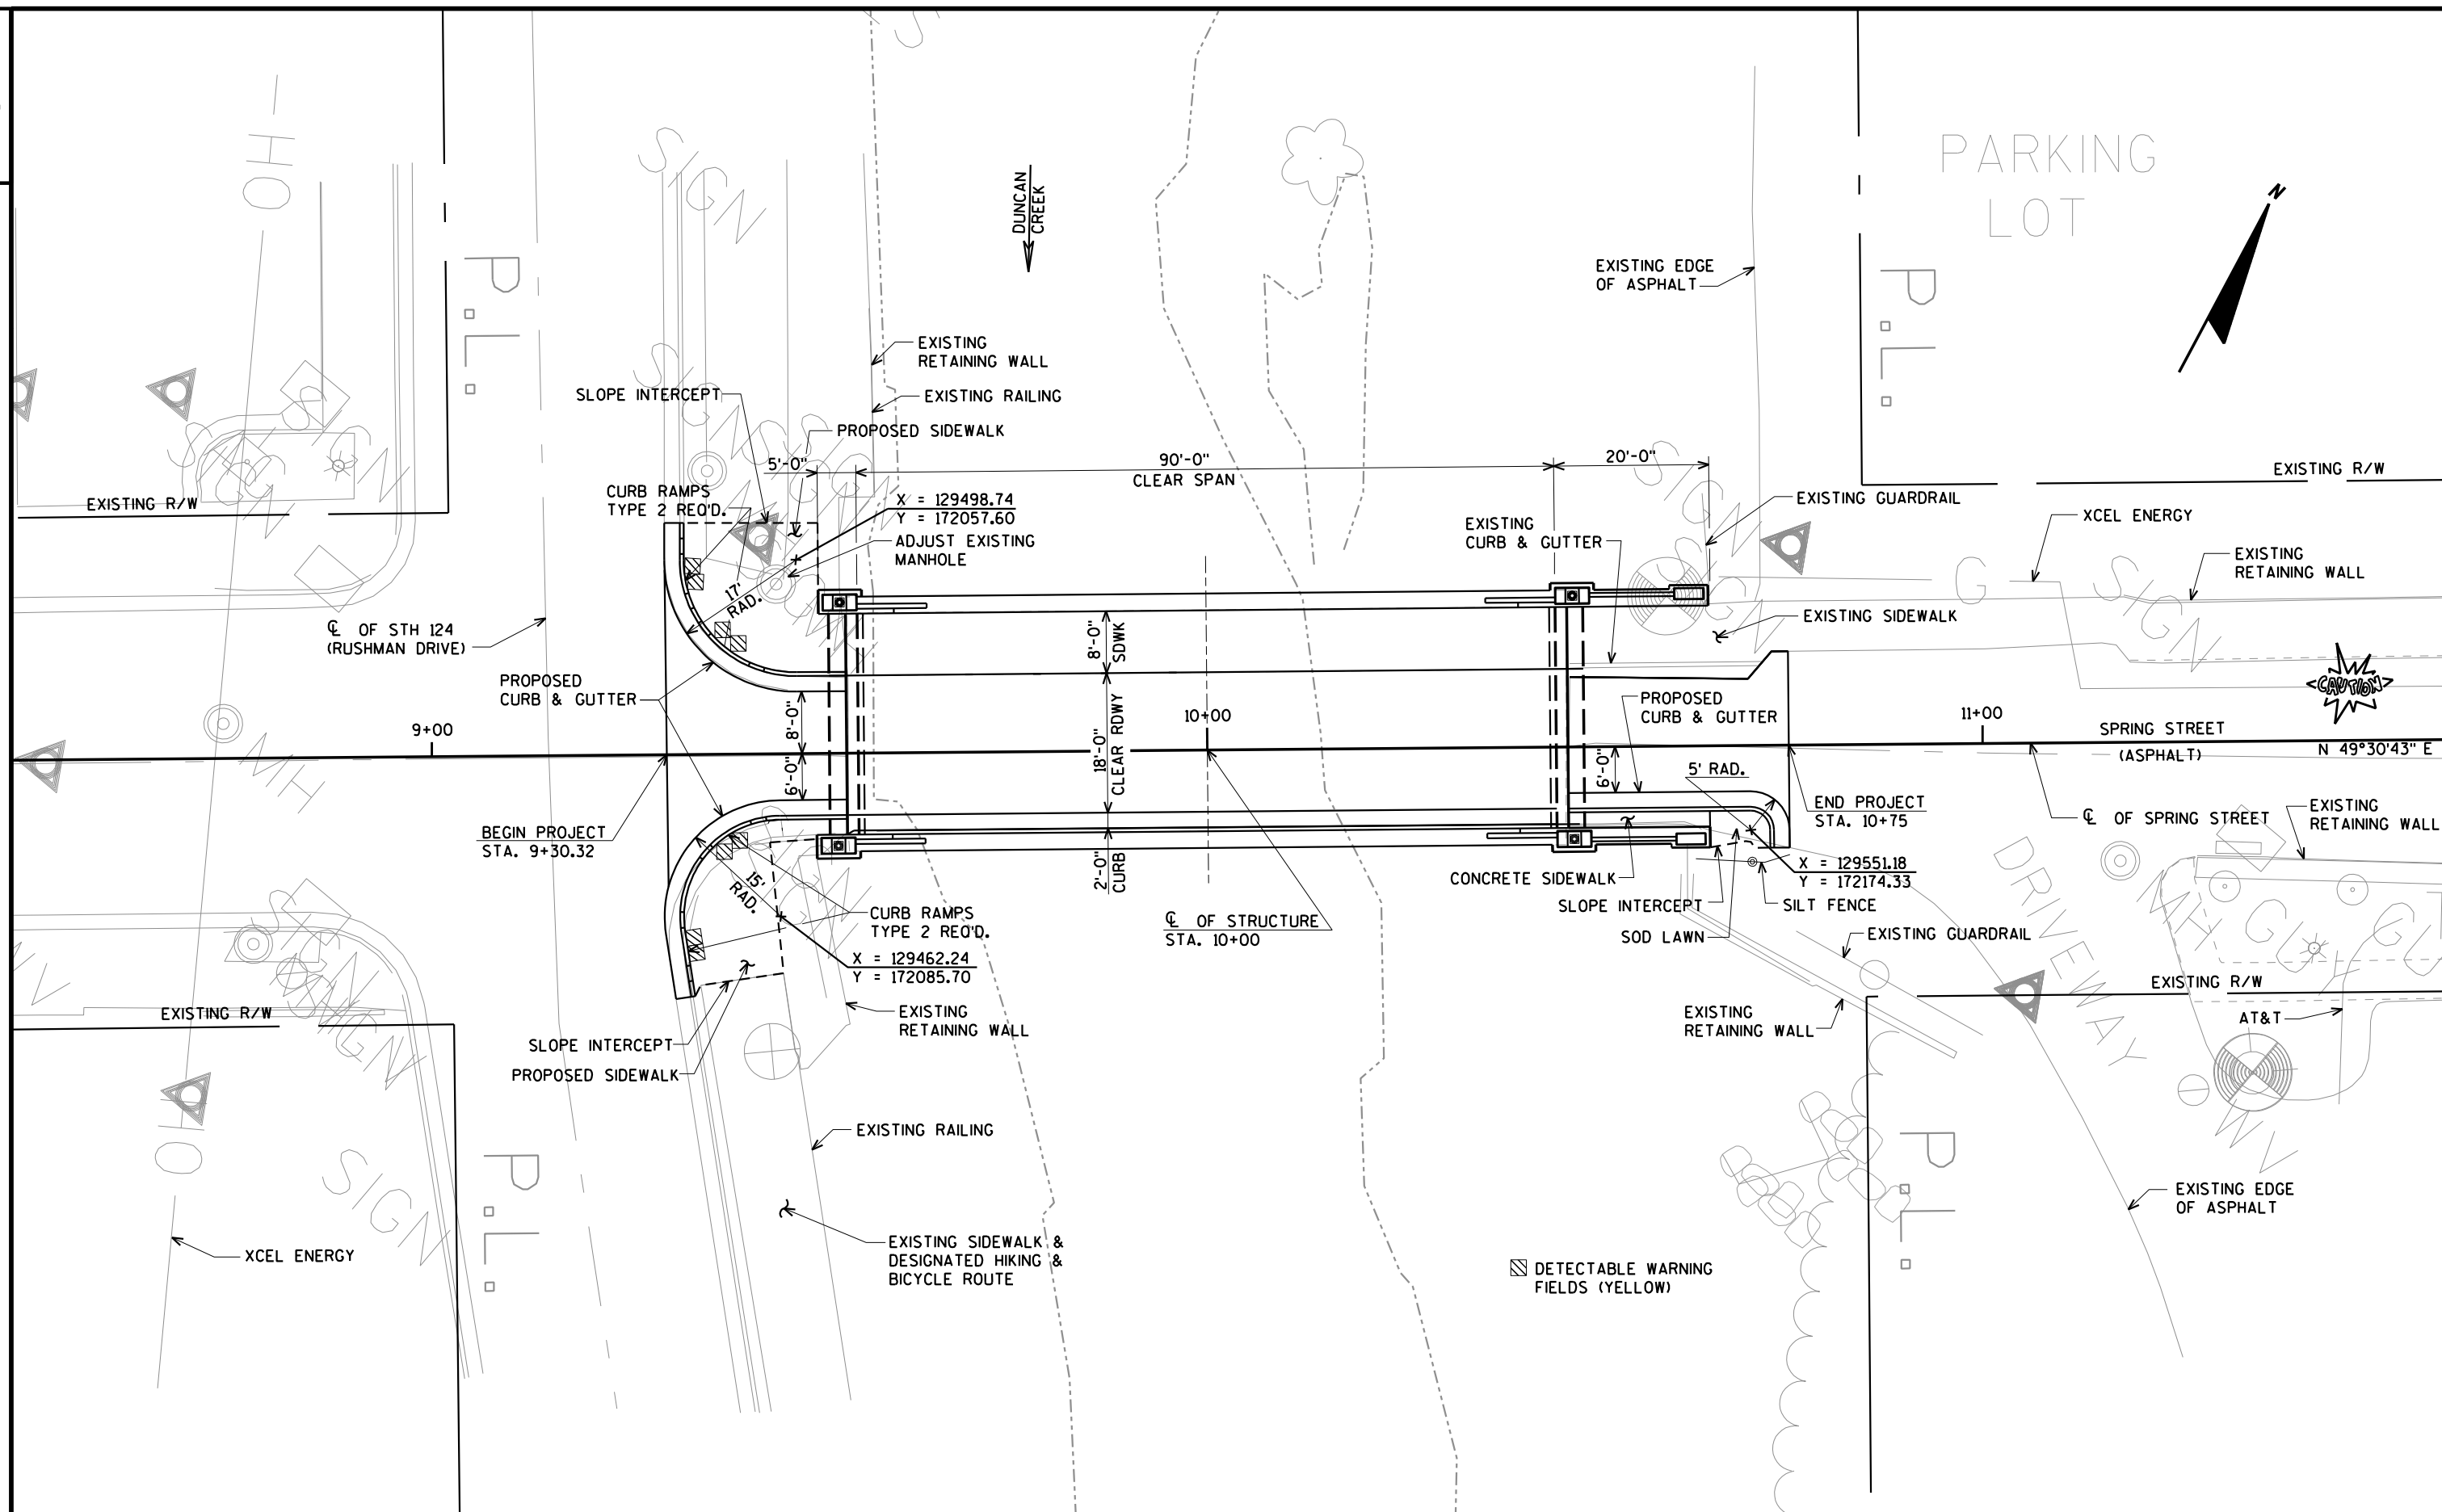 PARKING
LOT
N
OH
SIGN
P.L.
P.L.
DUNCAN
CREEK
EXISTING EDGE
OF ASPHALT
EXISTING
RETAINING WALL
SLOPE INTERCEPT
EXISTING RAILING
PROPOSED SIDEWALK
5'-0"
90'-0"
CLEAR SPAN
20'-0"
EXISTING R/W
EXISTING R/W
CURB RAMPS
TYPE 2 REQ'D.
X = 129498.74
Y = 172057.60
ADJUST EXISTING
MANHOLE
EXISTING
CURB & GUTTER
EXISTING GUARDRAIL
XCEL ENERGY
G
SIGN
EXISTING
RETAINING WALL
17'
RAD.
EXISTING SIDEWALK
℄ OF STH 124
(RUSHMAN DRIVE)
8'-0"
SDWK
PROPOSED
CURB & GUTTER
PROPOSED
CURB & GUTTER
CAUTION
8'-0"
9+00
10+00
11+00
SPRING STREET
(ASPHALT)
N 49°30'43" E
18'-0"
CLEAR RDWY
6'-0"
6'-0"
5' RAD.
MH
BEGIN PROJECT
STA. 9+30.32
END PROJECT
STA. 10+75
℄ OF SPRING STREET
EXISTING
RETAINING WALL
2'-0"
CURB
15'
RAD.
X = 129551.18
Y = 172174.33
CONCRETE SIDEWALK
SLOPE INTERCEPT
SILT FENCE
SOD LAWN
EXISTING GUARDRAIL
DRIVEWAY
MH
GUY
CURB RAMPS
TYPE 2 REQ'D.
℄ OF STRUCTURE
STA. 10+00
X = 129462.24
Y = 172085.70
EXISTING R/W
EXISTING R/W
EXISTING
RETAINING WALL
EXISTING
RETAINING WALL
AT&T
SLOPE INTERCEPT
PROPOSED SIDEWALK
EXISTING RAILING
OH
SIGN
P.L.
P.L.
EXISTING EDGE
OF ASPHALT
XCEL ENERGY
EXISTING SIDEWALK &
DESIGNATED HIKING &
BICYCLE ROUTE
DETECTABLE WARNING
FIELDS (YELLOW)